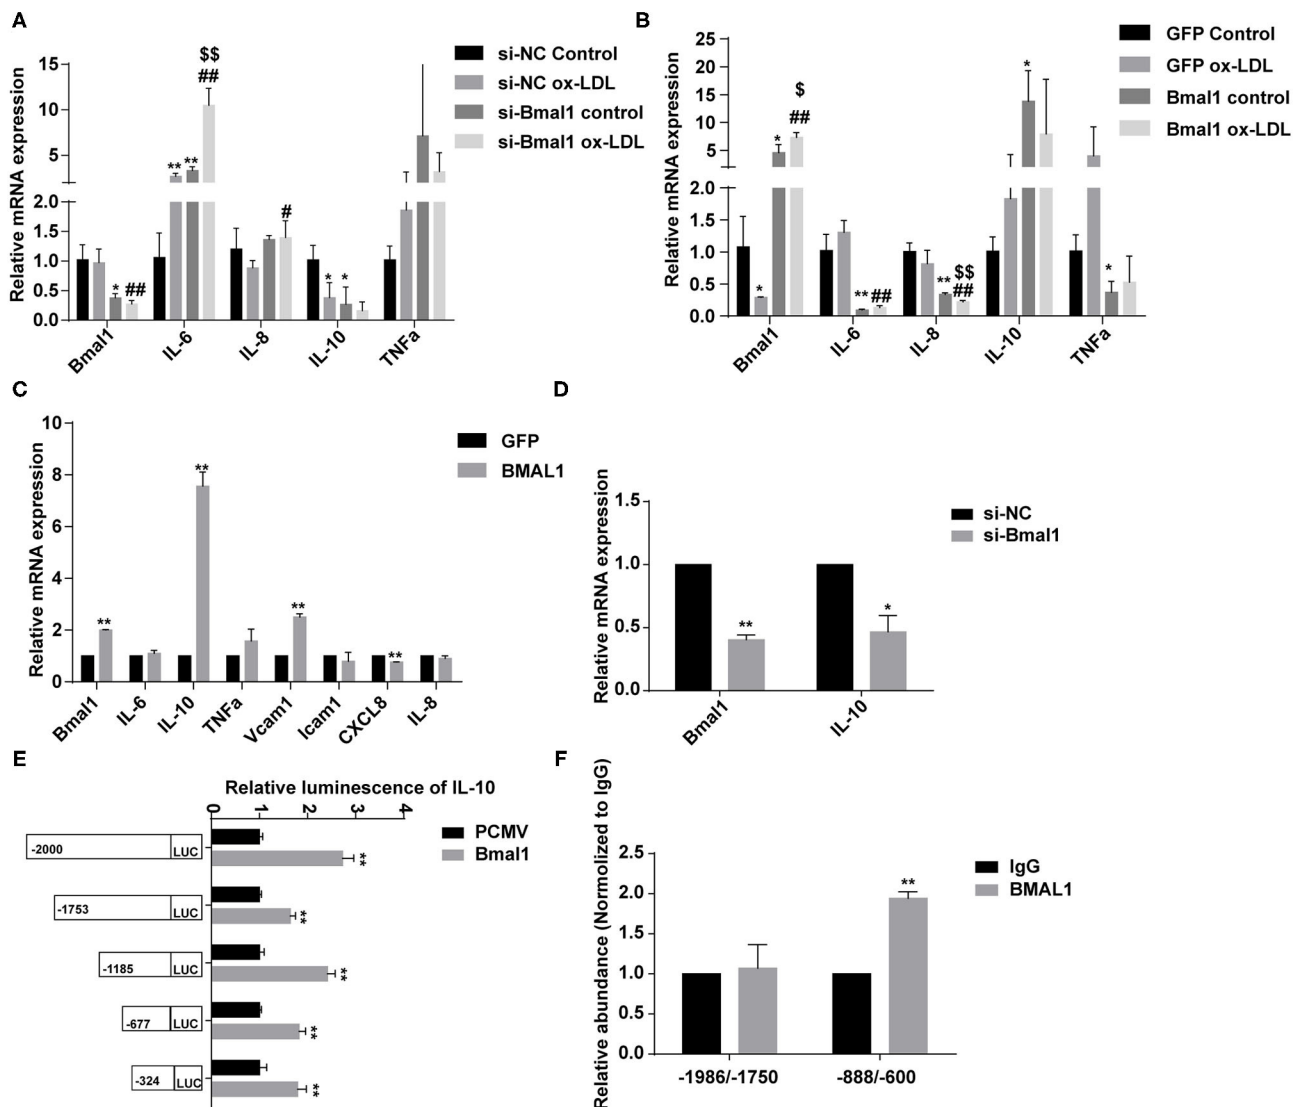 A
Relative mRNA expression
15
10
5
2.0
1.5
1.0
0.5
0.0
** ** ## $$
* ##
#
* *
Bmal1 IL-6 IL-8 IL-10 TNFa
si-NC Control
si-NC ox-LDL
si-Bmal1 control
si-Bmal1 ox-LDL
B
Relative mRNA expression
25
20
15
10
5
2.0
1.5
1.0
0.5
0.0
* * ## $
** ##
** ## $$
*
*
Bmal1 IL-6 IL-8 IL-10 TNFa
GFP Control
GFP ox-LDL
Bmal1 control
Bmal1 ox-LDL
C
Relative mRNA expression
10
8
6
4
2
0
** ** ** **
Bmal1 IL-6 IL-10 TNFa Vcam1 Icam1 CXCL8 IL-8
GFP
BMAL1
D
Relative mRNA expression
1.5
1.0
0.5
0.0
** *
Bmal1 IL-10
si-NC
si-Bmal1
E
Relative luminescence of IL-10
0 1 2 3 4
-2000 LUC **
-1753 LUC **
-1185 LUC **
-677 LUC **
-324 LUC **
PCMV
Bmal1
F
Relative abundance (Normolized to IgG)
2.5
2.0
1.5
1.0
0.5
0.0
**
-1986/-1750 -888/-600
IgG
BMAL1